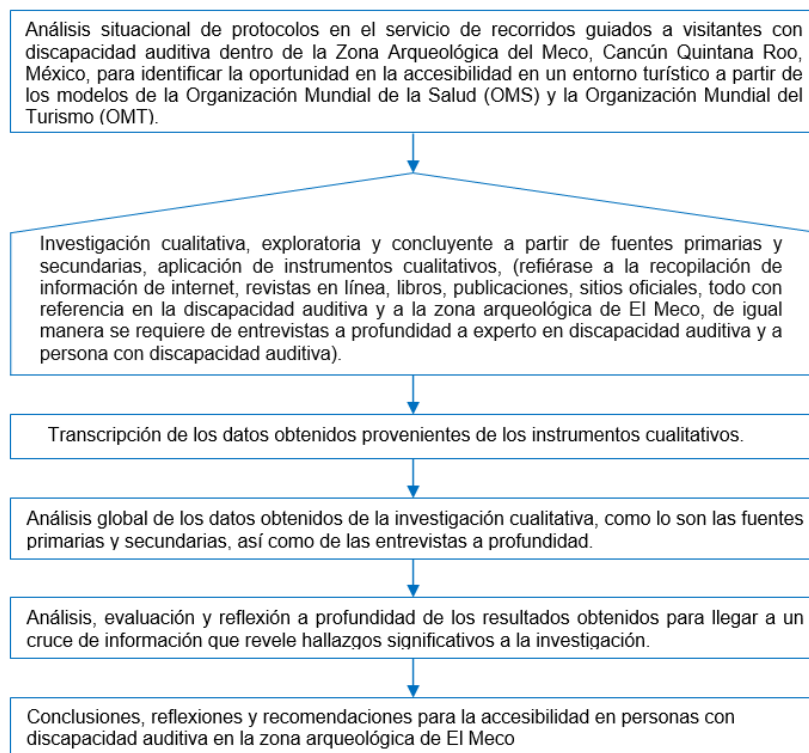 Análisis situacional de protocolos en el servicio de recorridos guiados a visitantes con
discapacidad auditiva dentro de la Zona Arqueológica del Meco, Cancún Quintana Roo,
México, para identificar la oportunidad en la accesibilidad en un entorno turístico a partir de
los modelos de la Organización Mundial de la Salud (OMS) y la Organización Mundial del
Turismo (OMT).
Investigación cualitativa, exploratoria y concluyente a partir de fuentes primarias y
secundarias, aplicación de instrumentos cualitativos, (refiérase a la recopilación de
información de internet, revistas en línea, libros, publicaciones, sitios oficiales, todo con
referencia en la discapacidad auditiva y a la zona arqueológica de El Meco, de igual
manera se requiere de entrevistas a profundidad a experto en discapacidad auditiva y a
persona con discapacidad auditiva).
Transcripción de los datos obtenidos provenientes de los instrumentos cualitativos.
Análisis global de los datos obtenidos de la investigación cualitativa, como lo son las fuentes
primarias y secundarias, así como de las entrevistas a profundidad.
Análisis, evaluación y reflexión a profundidad de los resultados obtenidos para llegar a un
cruce de información que revele hallazgos significativos a la investigación.
Conclusiones, reflexiones y recomendaciones para la accesibilidad en personas con
discapacidad auditiva en la zona arqueológica de El Meco